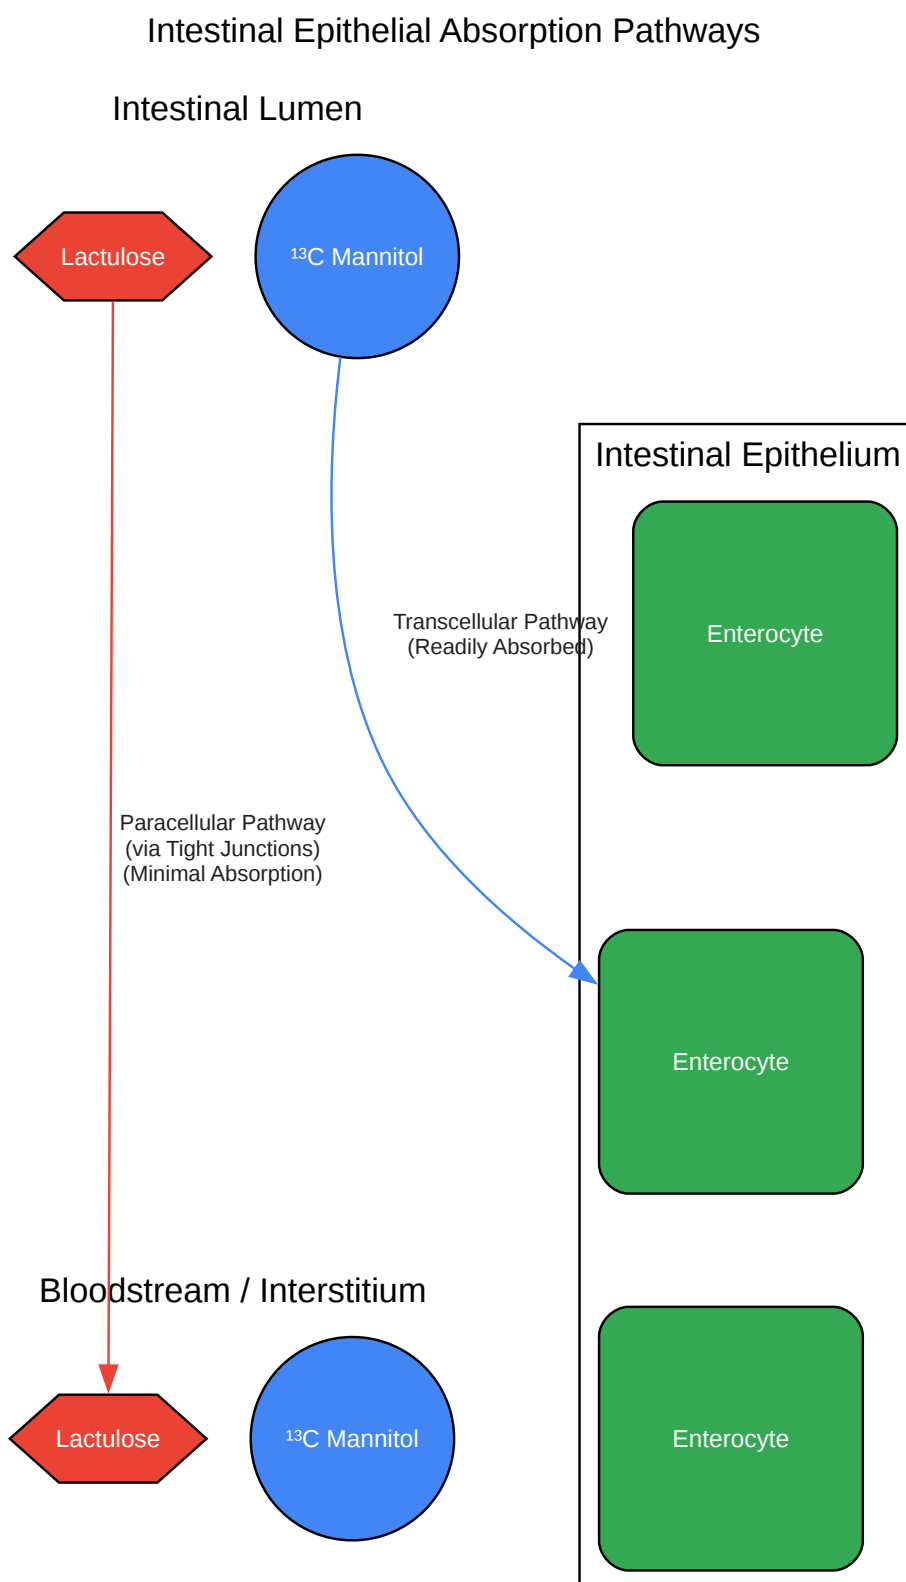 Intestinal Epithelial Absorption Pathways
Intestinal Lumen
Lactulose
¹³C Mannitol
Intestinal Epithelium
Transcellular Pathway
(Readily Absorbed)
Enterocyte
Paracellular Pathway
(via Tight Junctions)
(Minimal Absorption)
Enterocyte
Bloodstream / Interstitium
Lactulose
¹³C Mannitol
Enterocyte